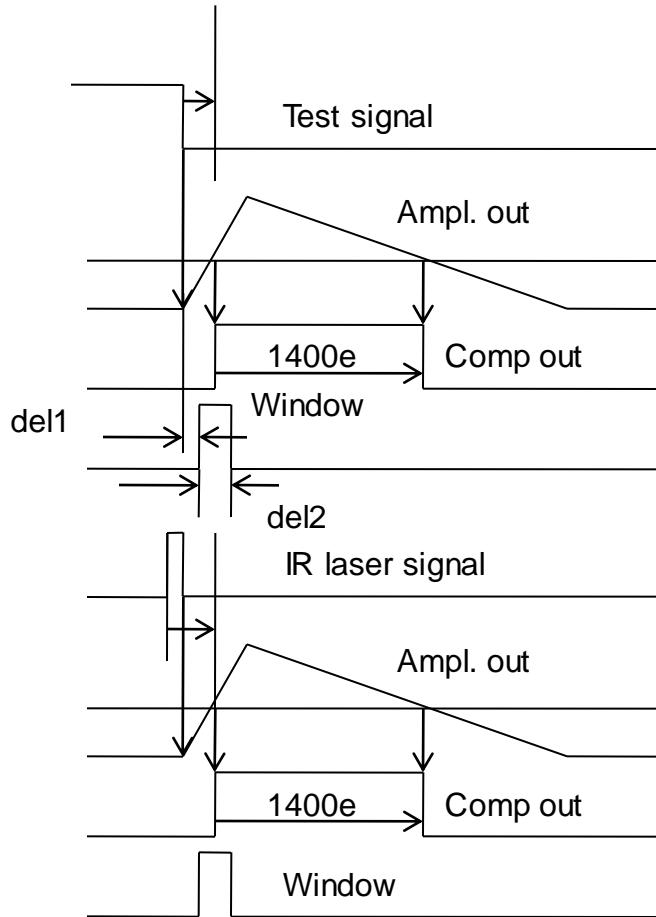 Test signal
Ampl. out
1400e
Comp out
Window
del1
del2
IR laser signal
Ampl. out
1400e
Comp out
Window